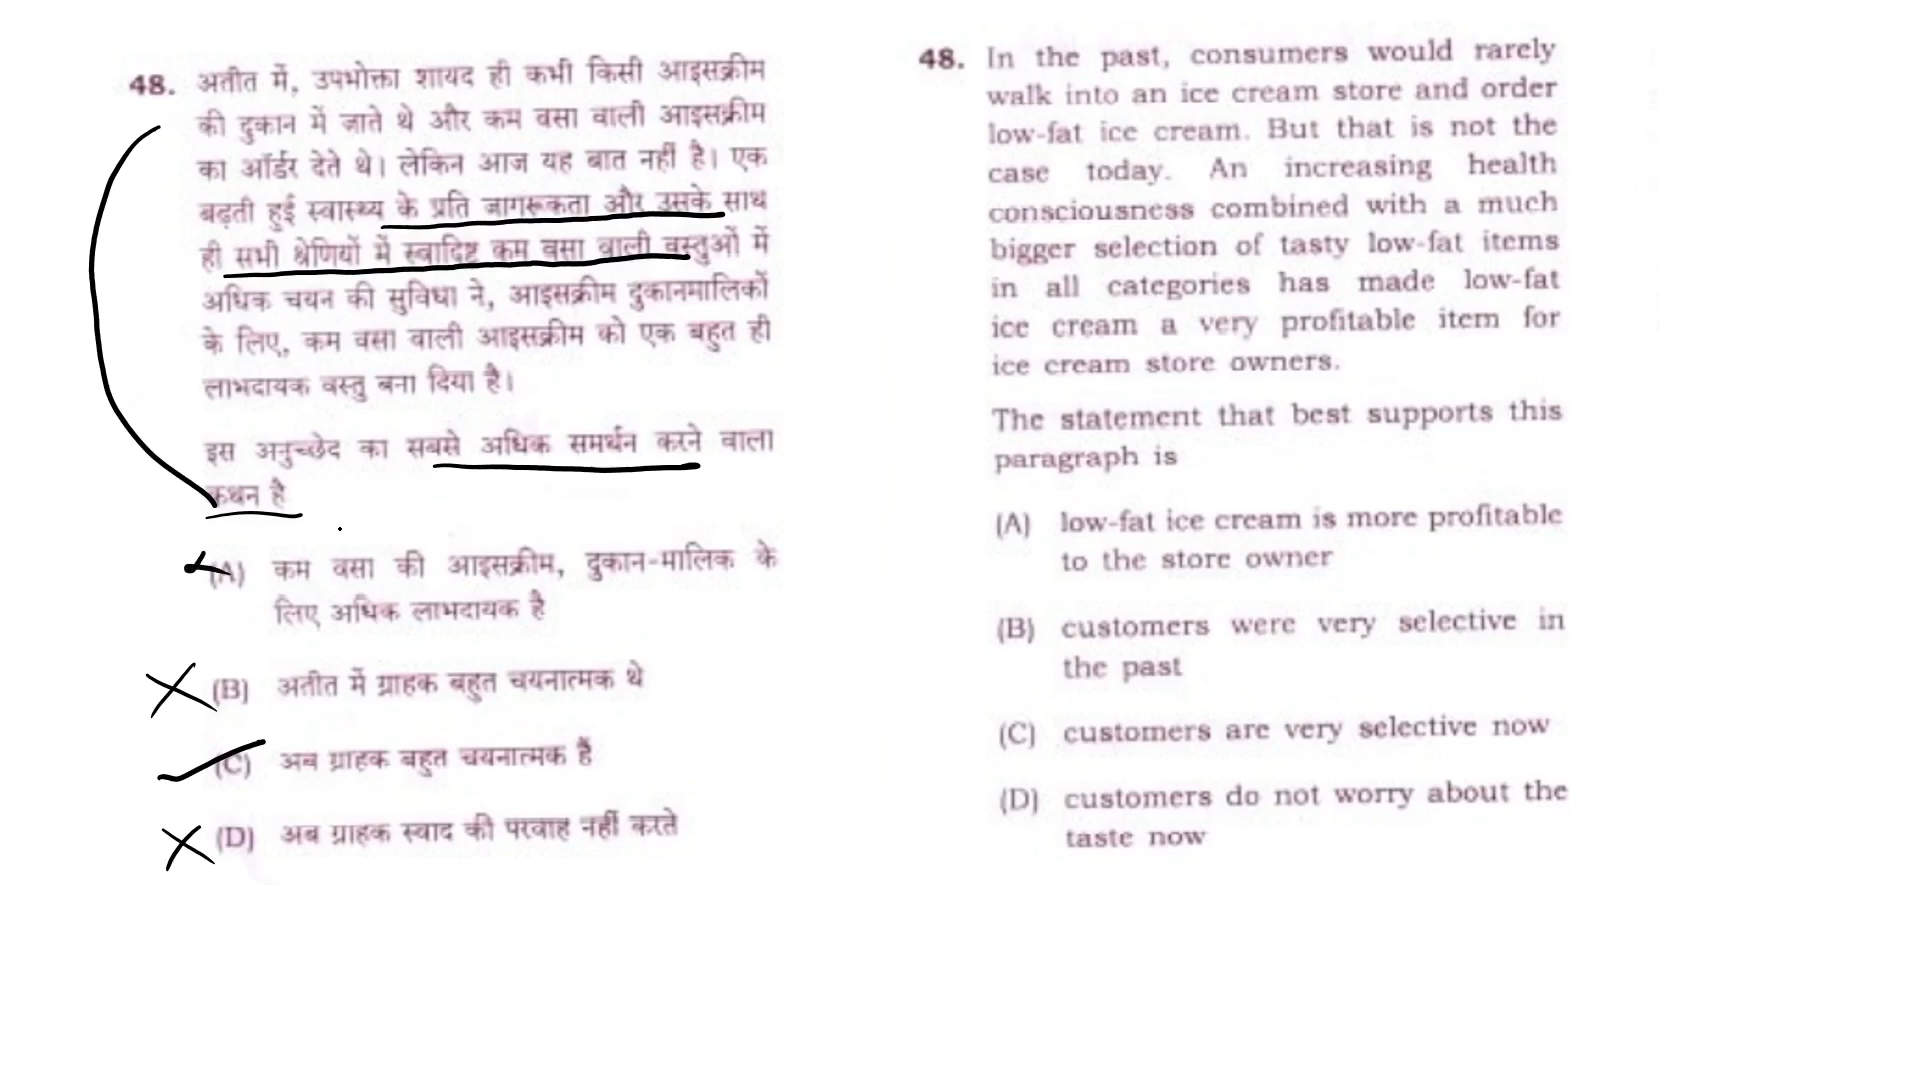 48. अतीत में, उपभोक्ता शायद ही कभी किसी आइसक्रीम
की दुकान में जाते थे और कम वसा वाली आइसक्रीम
का ऑर्डर देते थे। लेकिन आज यह बात नहीं है। एक
बढ़ती हुई स्वास्थ्य के प्रति जागरूकता और उसके साथ
ही सभी श्रेणियों में स्वादिष्ट कम वसा वाली वस्तुओं में
अधिक चयन की सुविधा ने, आइसक्रीम दुकानमालिकों
के लिए, कम वसा वाली आइसक्रीम को एक बहुत ही
लाभदायक वस्तु बना दिया है।
इस अनुच्छेद का सबसे अधिक समर्थन करने वाला
कथन है
(A) कम वसा की आइसक्रीम, दुकान-मालिक के
लिए अधिक लाभदायक है
(B) अतीत में ग्राहक बहुत चयनात्मक थे
(C) अब ग्राहक बहुत चयनात्मक हैं
(D) अब ग्राहक स्वाद की परवाह नहीं करते
48. In the past, consumers would rarely
walk into an ice cream store and order
low-fat ice cream. But that is not the
case today. An increasing health
consciousness combined with a much
bigger selection of tasty low-fat items
in all categories has made low-fat
ice cream a very profitable item for
ice cream store owners.
The statement that best supports this
paragraph is
(A) low-fat ice cream is more profitable
to the store owner
(B) customers were very selective in
the past
(C) customers are very selective now
(D) customers do not worry about the
taste now